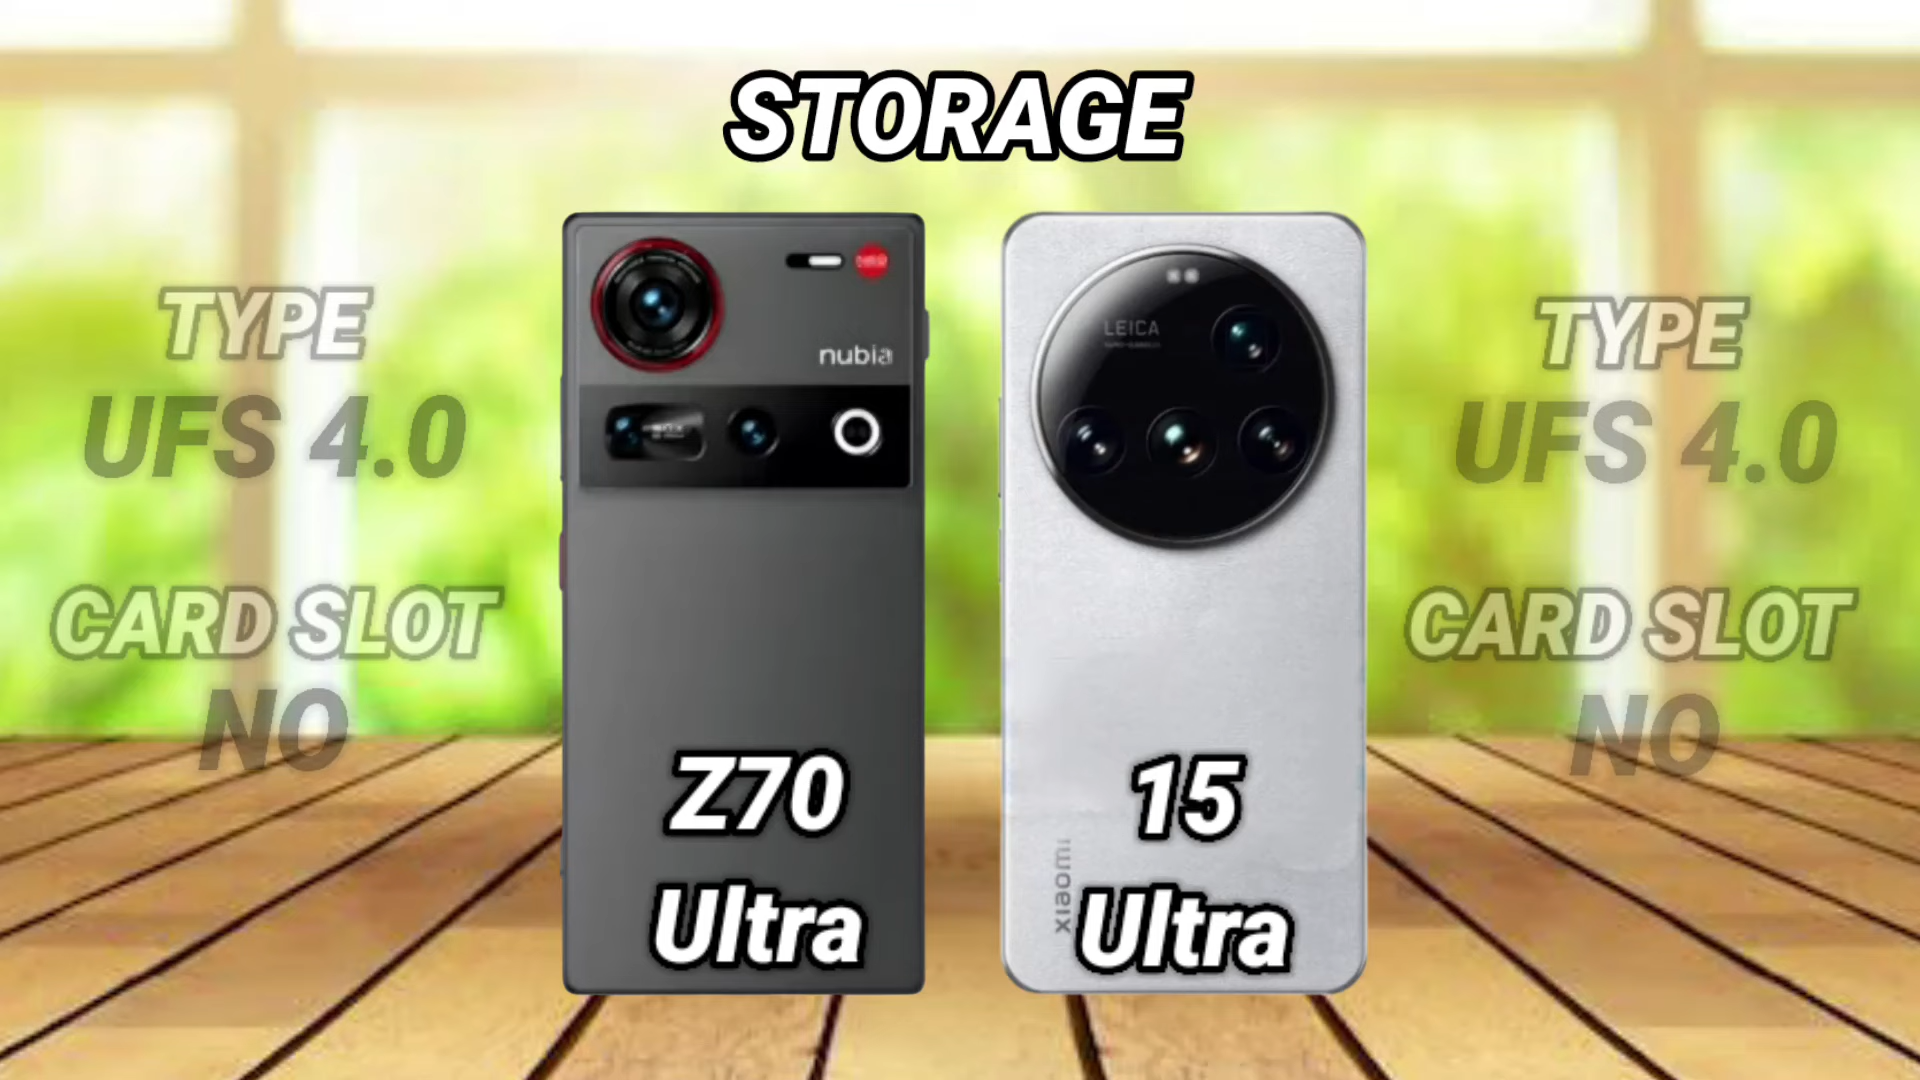 STORAGE
TYPE
UFS 4.0
CARD SLOT
NO
nubia
Z70
Ultra
LEICA
xiaomi
15
Ultra
TYPE
UFS 4.0
CARD SLOT
NO